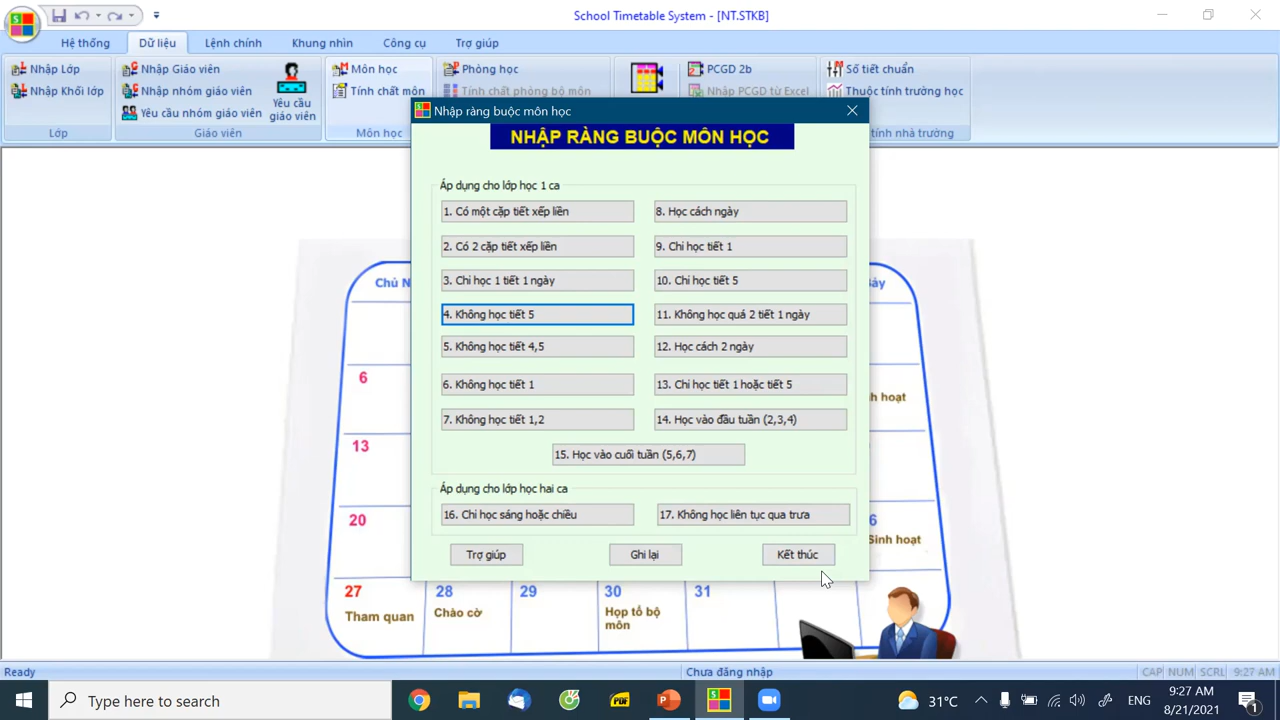 School Timetable System - [NT.STKB]
Hệ thống Dữ liệu Lệnh chính Khung nhìn Công cụ Trợ giúp
Nhập Lớp Nhập Giáo viên Môn học Phòng học PCGD 2b Số tiết chuẩn
Nhập Khối lớp Nhập nhóm giáo viên Tính chất môn Tính chất phòng bộ môn Nhập PCGD từ Excel Thuộc tính trường học
Yêu cầu nhóm giáo viên
Yêu cầu
giáo viên
Lớp Giáo viên Môn học tính nhà trường
Nhập ràng buộc môn học
NHẬP RÀNG BUỘC MÔN HỌC
Áp dụng cho lớp học 1 ca
1. Có một cặp tiết xếp liền 8. Học cách ngày
2. Có 2 cặp tiết xếp liền 9. Chỉ học tiết 1
3. Chỉ học 1 tiết 1 ngày 10. Chỉ học tiết 5
4. Không học tiết 5 11. Không học quá 2 tiết 1 ngày
5. Không học tiết 4,5 12. Học cách 2 ngày
6. Không học tiết 1 13. Chỉ học tiết 1 hoặc tiết 5
7. Không học tiết 1,2 14. Học vào đầu tuần (2,3,4)
15. Học vào cuối tuần (5,6,7)
Áp dụng cho lớp học hai ca
16. Chỉ học sáng hoặc chiều 17. Không học liên tục qua trưa
Trợ giúp Ghi lại Kết thúc
Chủ N Bảy
6
nh hoạt
13
20 6
Sinh hoạt
27 28 29 30 31
Tham quan Chào cờ Họp tổ bộ
môn
Ready Chưa đăng nhập CAP NUM SCRL 9:27 AM
Type here to search PDF 31°C ENG 9:27 AM
8/21/2021 1